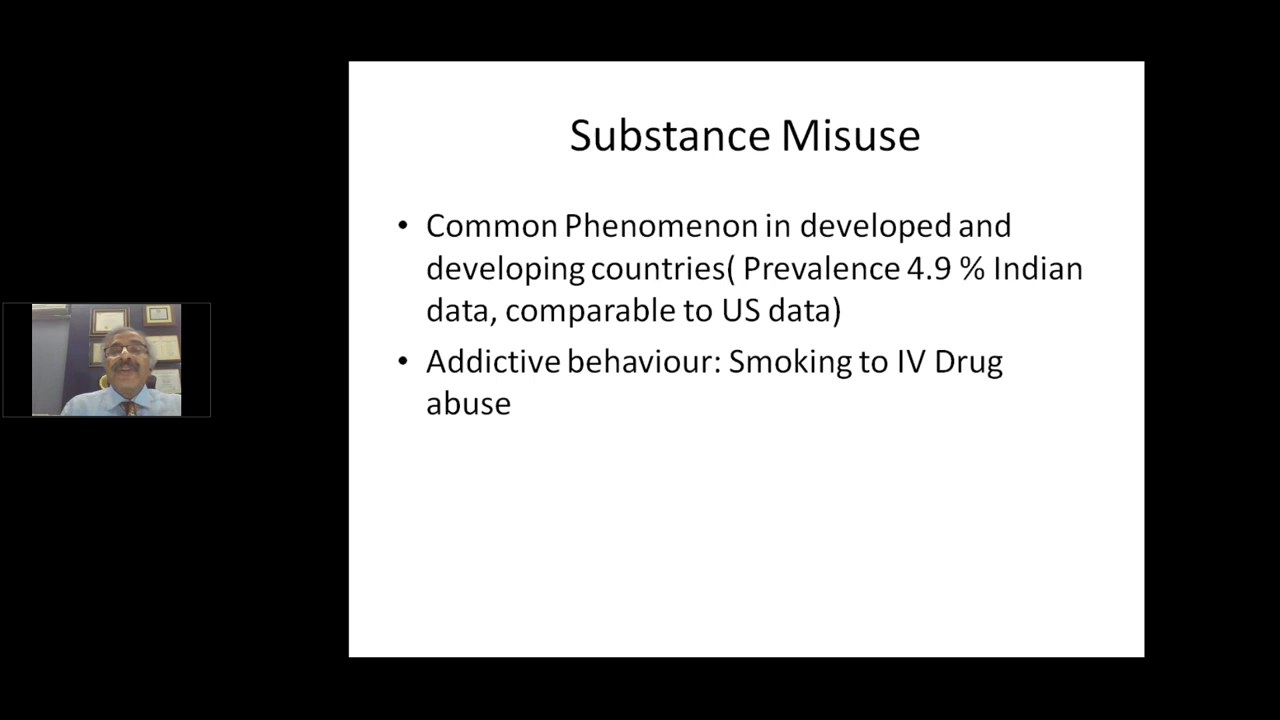 Substance Misuse
• Common Phenomenon in developed and
developing countries( Prevalence 4.9 % Indian
data, comparable to US data)
• Addictive behaviour: Smoking to IV Drug
abuse